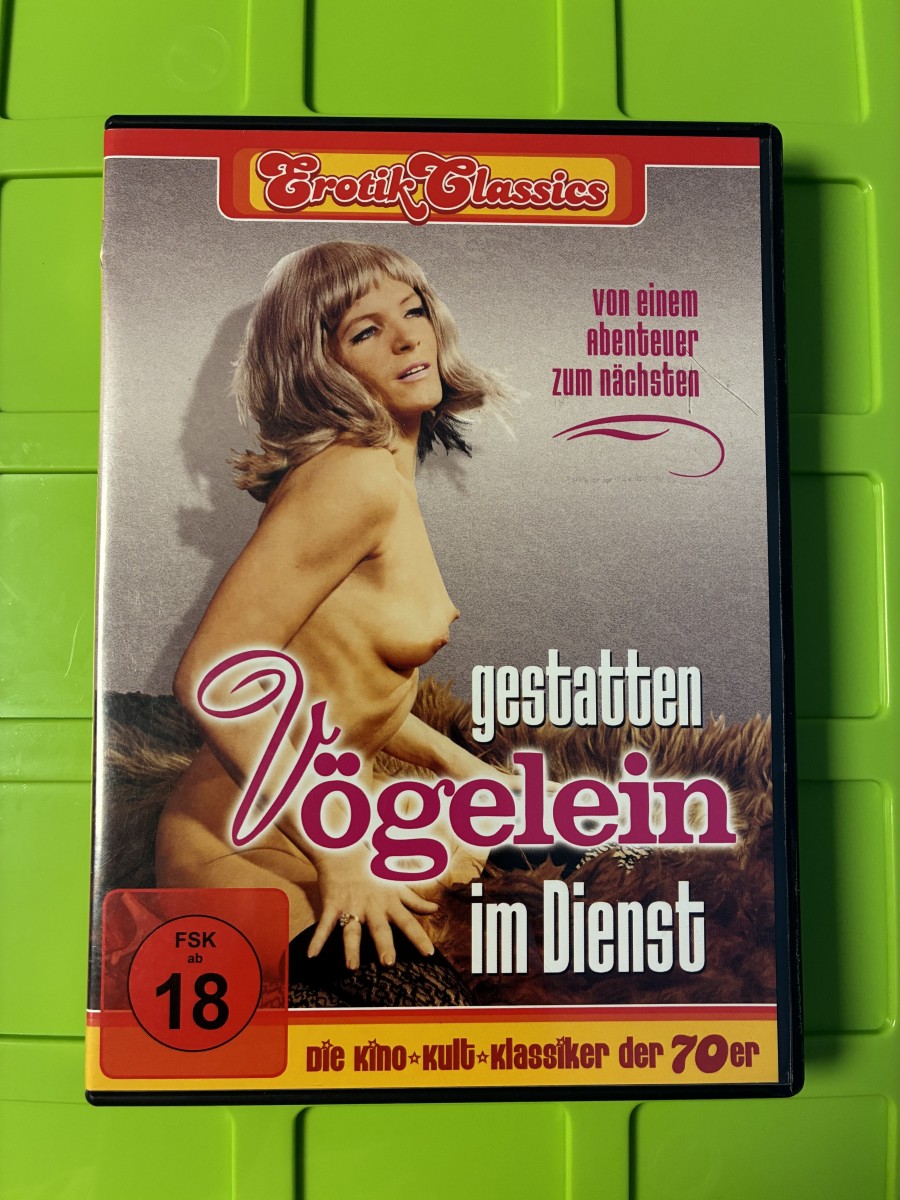 Erotik Classics
von einem
Abenteuer
zum nächsten
gestatten
Vögelein
im Dienst
FSK
ab
18
Die Kino Kult Klassiker der 70er